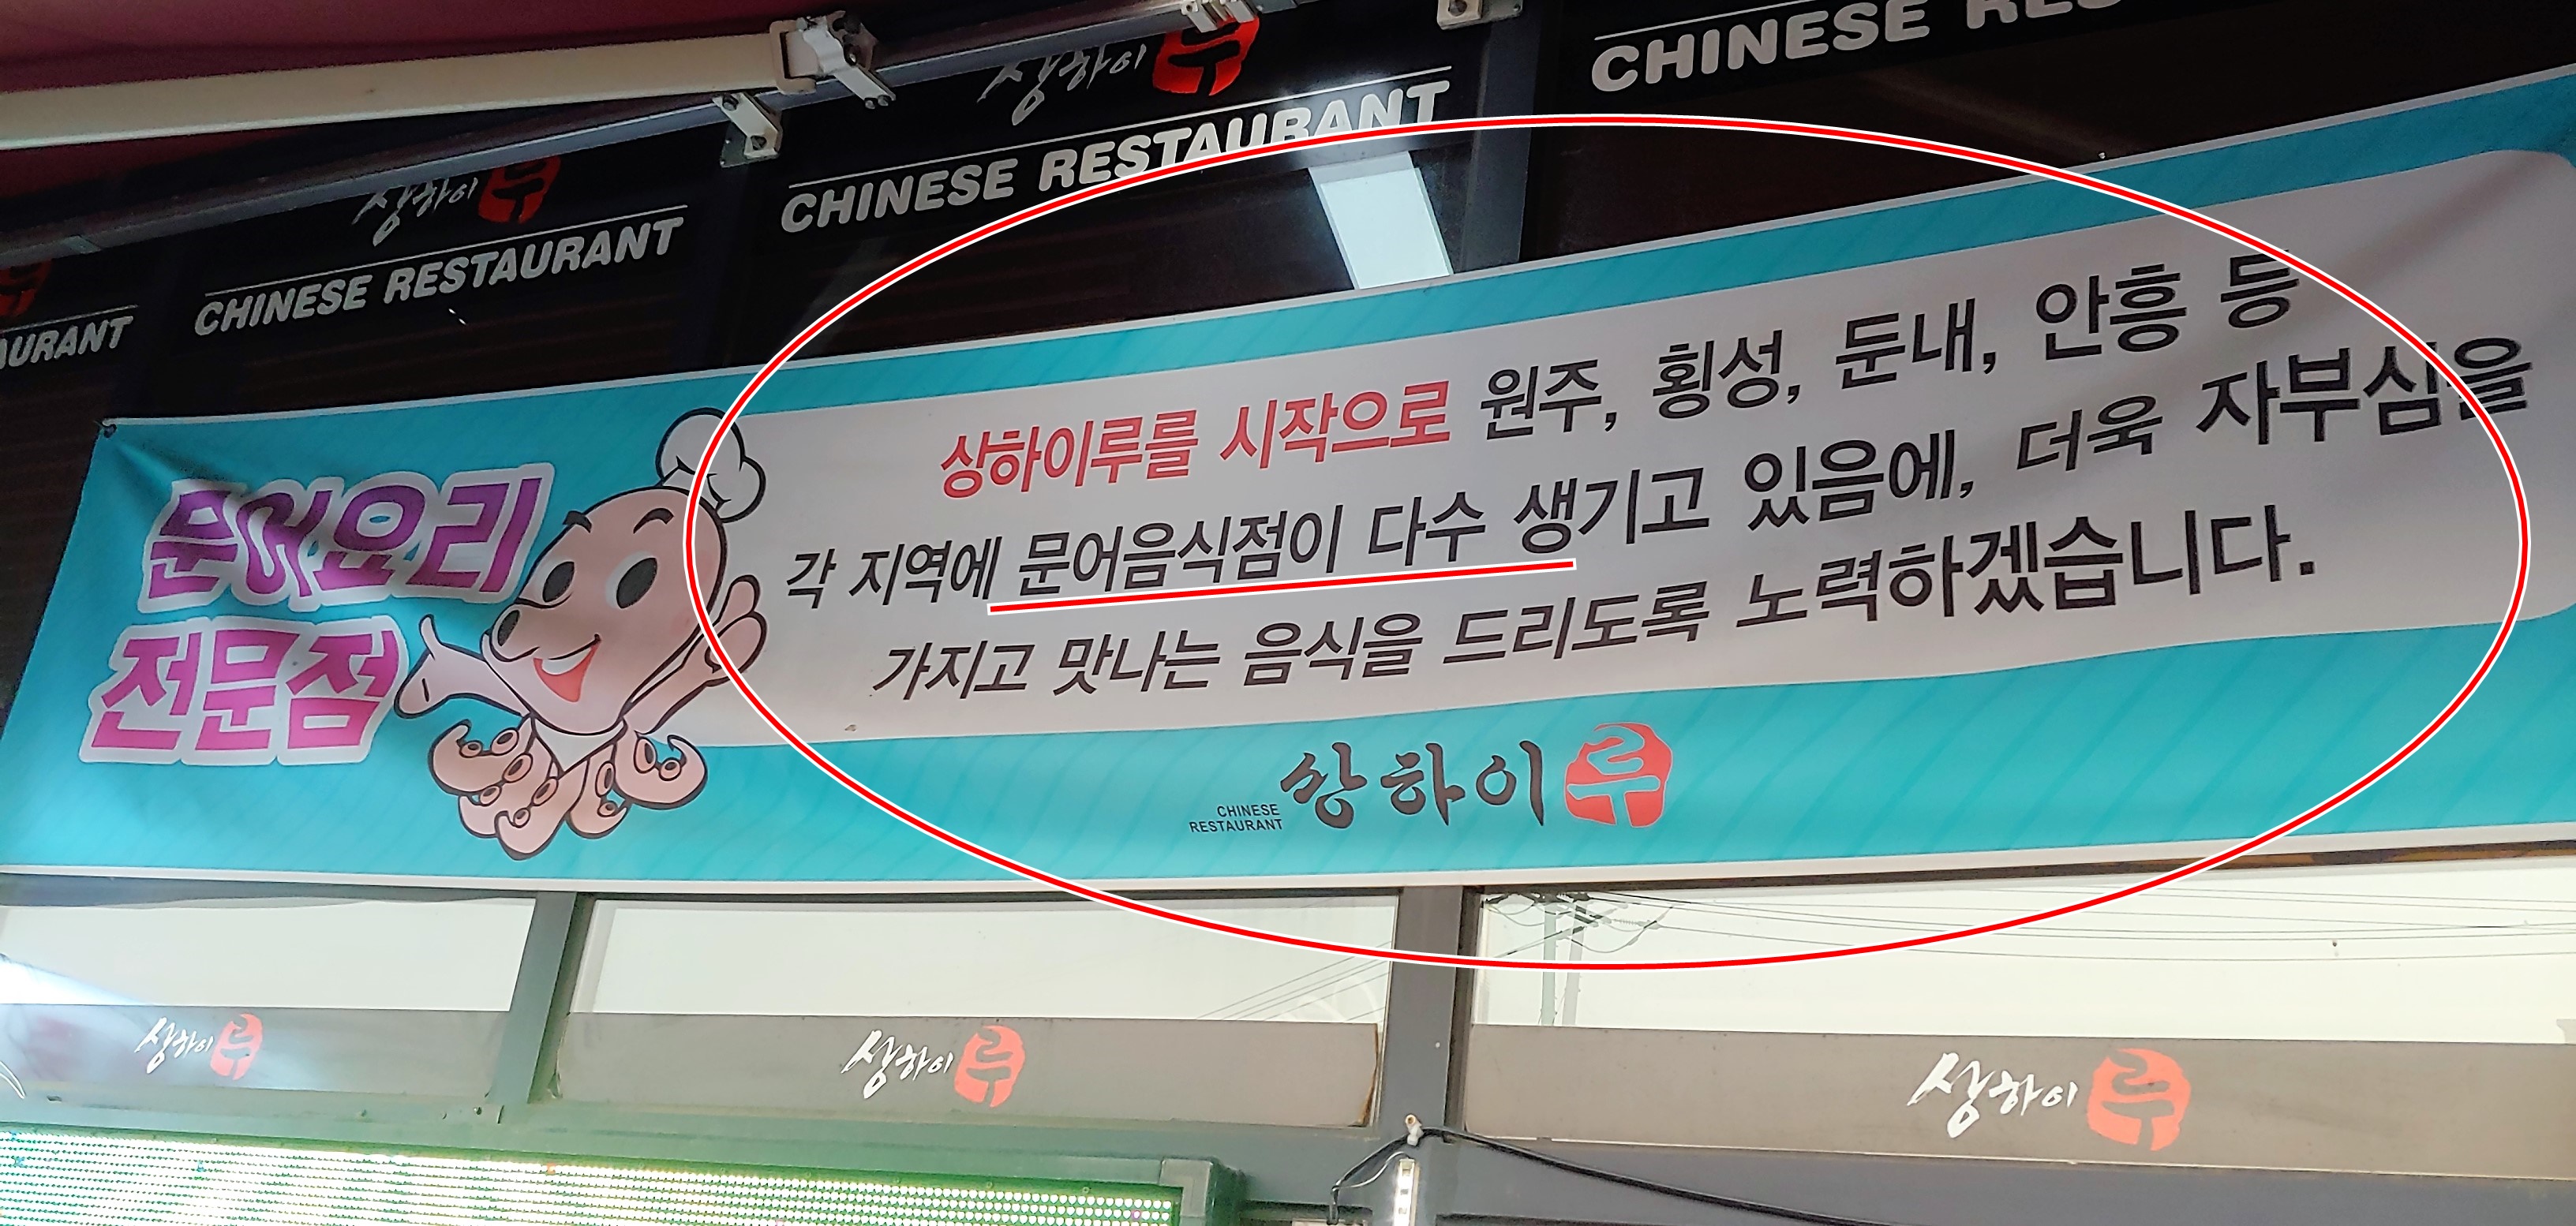 상하이루
CHINESE RESTAURANT
상하이루
CHINESE RESTAURANT
CHINESE
AURANT
문어요리
전문점
상하이루를 시작으로 원주, 횡성, 둔내, 안흥 등
각 지역에 문어음식점이 다수 생기고 있음에, 더욱 자부심을
가지고 맛나는 음식을 드리도록 노력하겠습니다.
CHINESE
RESTAURANT
상하이루
상하이루
상하이루
상하이루